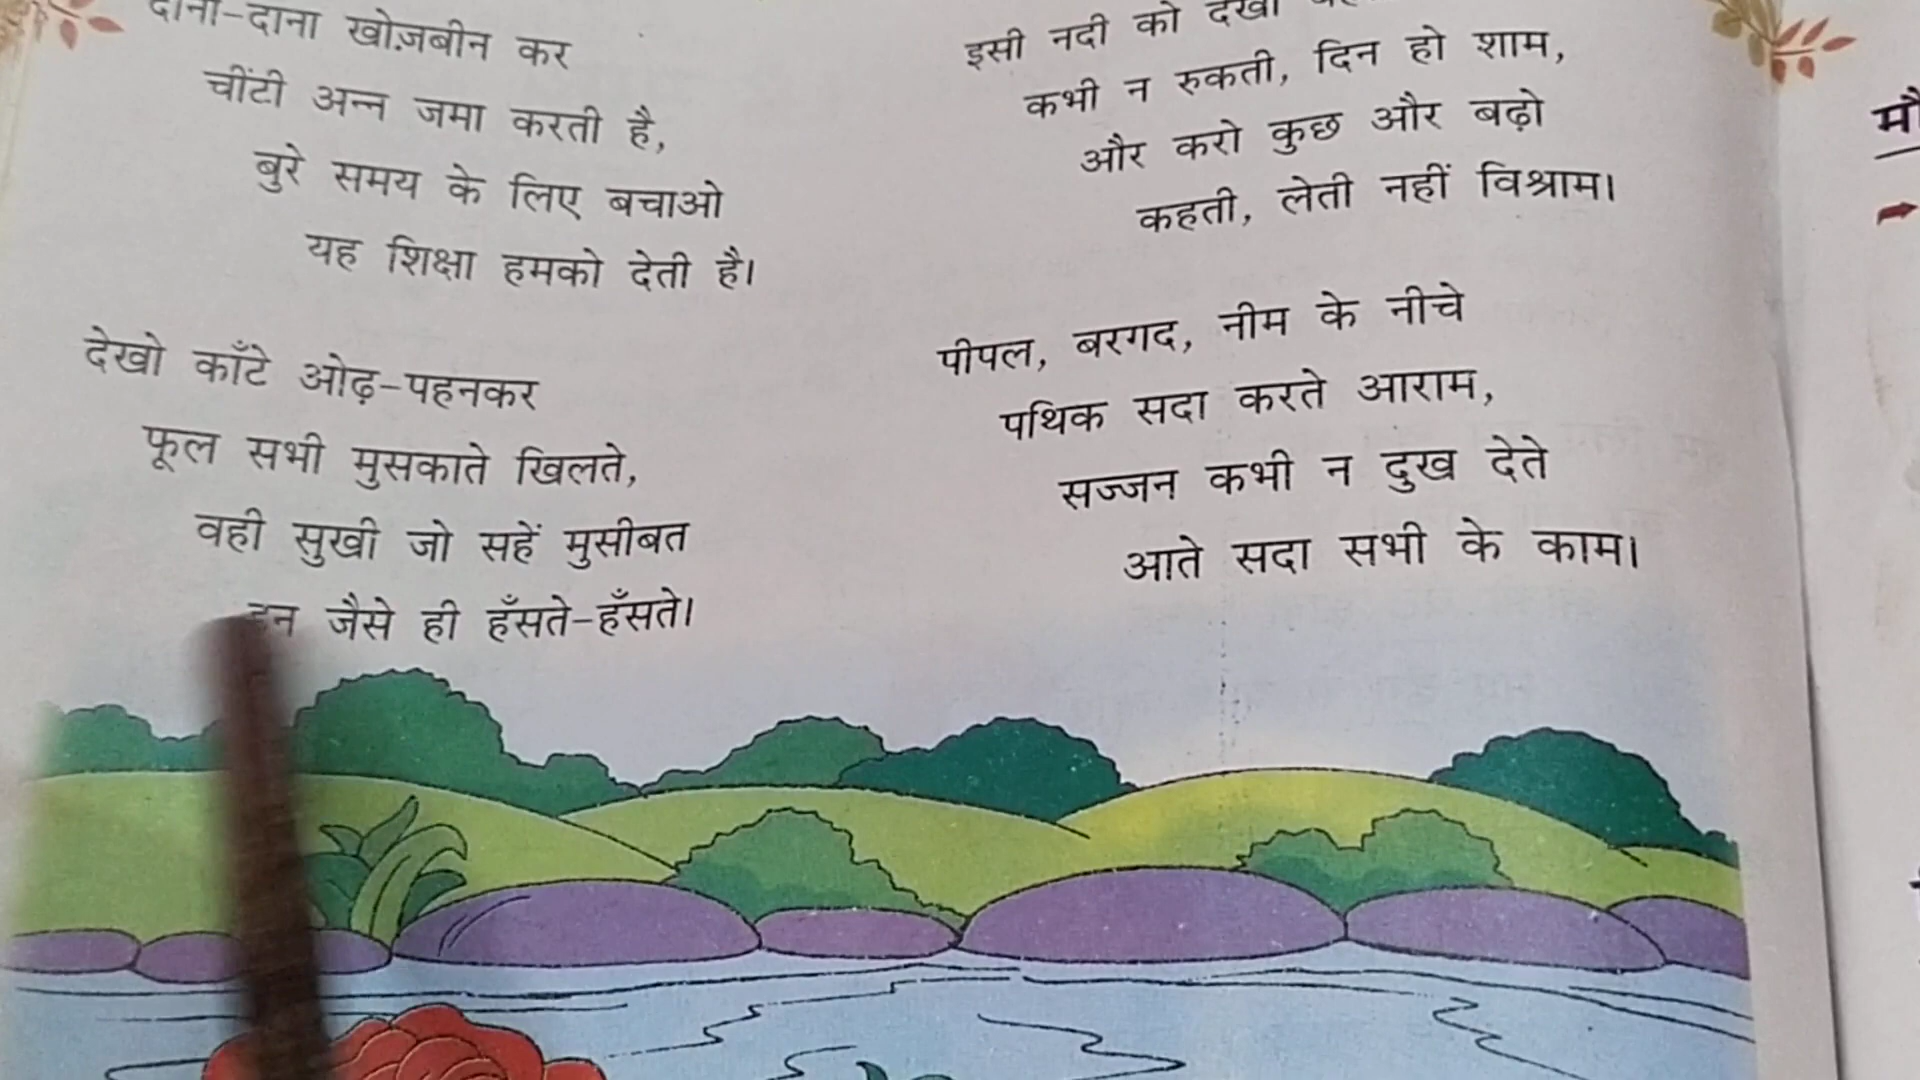 दाना-दाना खोज़बीन कर
चींटी अन्न जमा करती है,
बुरे समय के लिए बचाओ
यह शिक्षा हमको देती है।
देखो काँटे ओढ़-पहनकर
फूल सभी मुसकाते खिलते,
वही सुखी जो सहें मुसीबत
जैसे ही हँसते-हँसते।
इसी नदी को देखो
कभी न रुकती, दिन हो शाम,
और करो कुछ और बढ़ो
कहती, लेती नहीं विश्राम।
पीपल, बरगद, नीम के नीचे
पथिक सदा करते आराम,
सज्जन कभी न दुख देते
आते सदा सभी के काम।